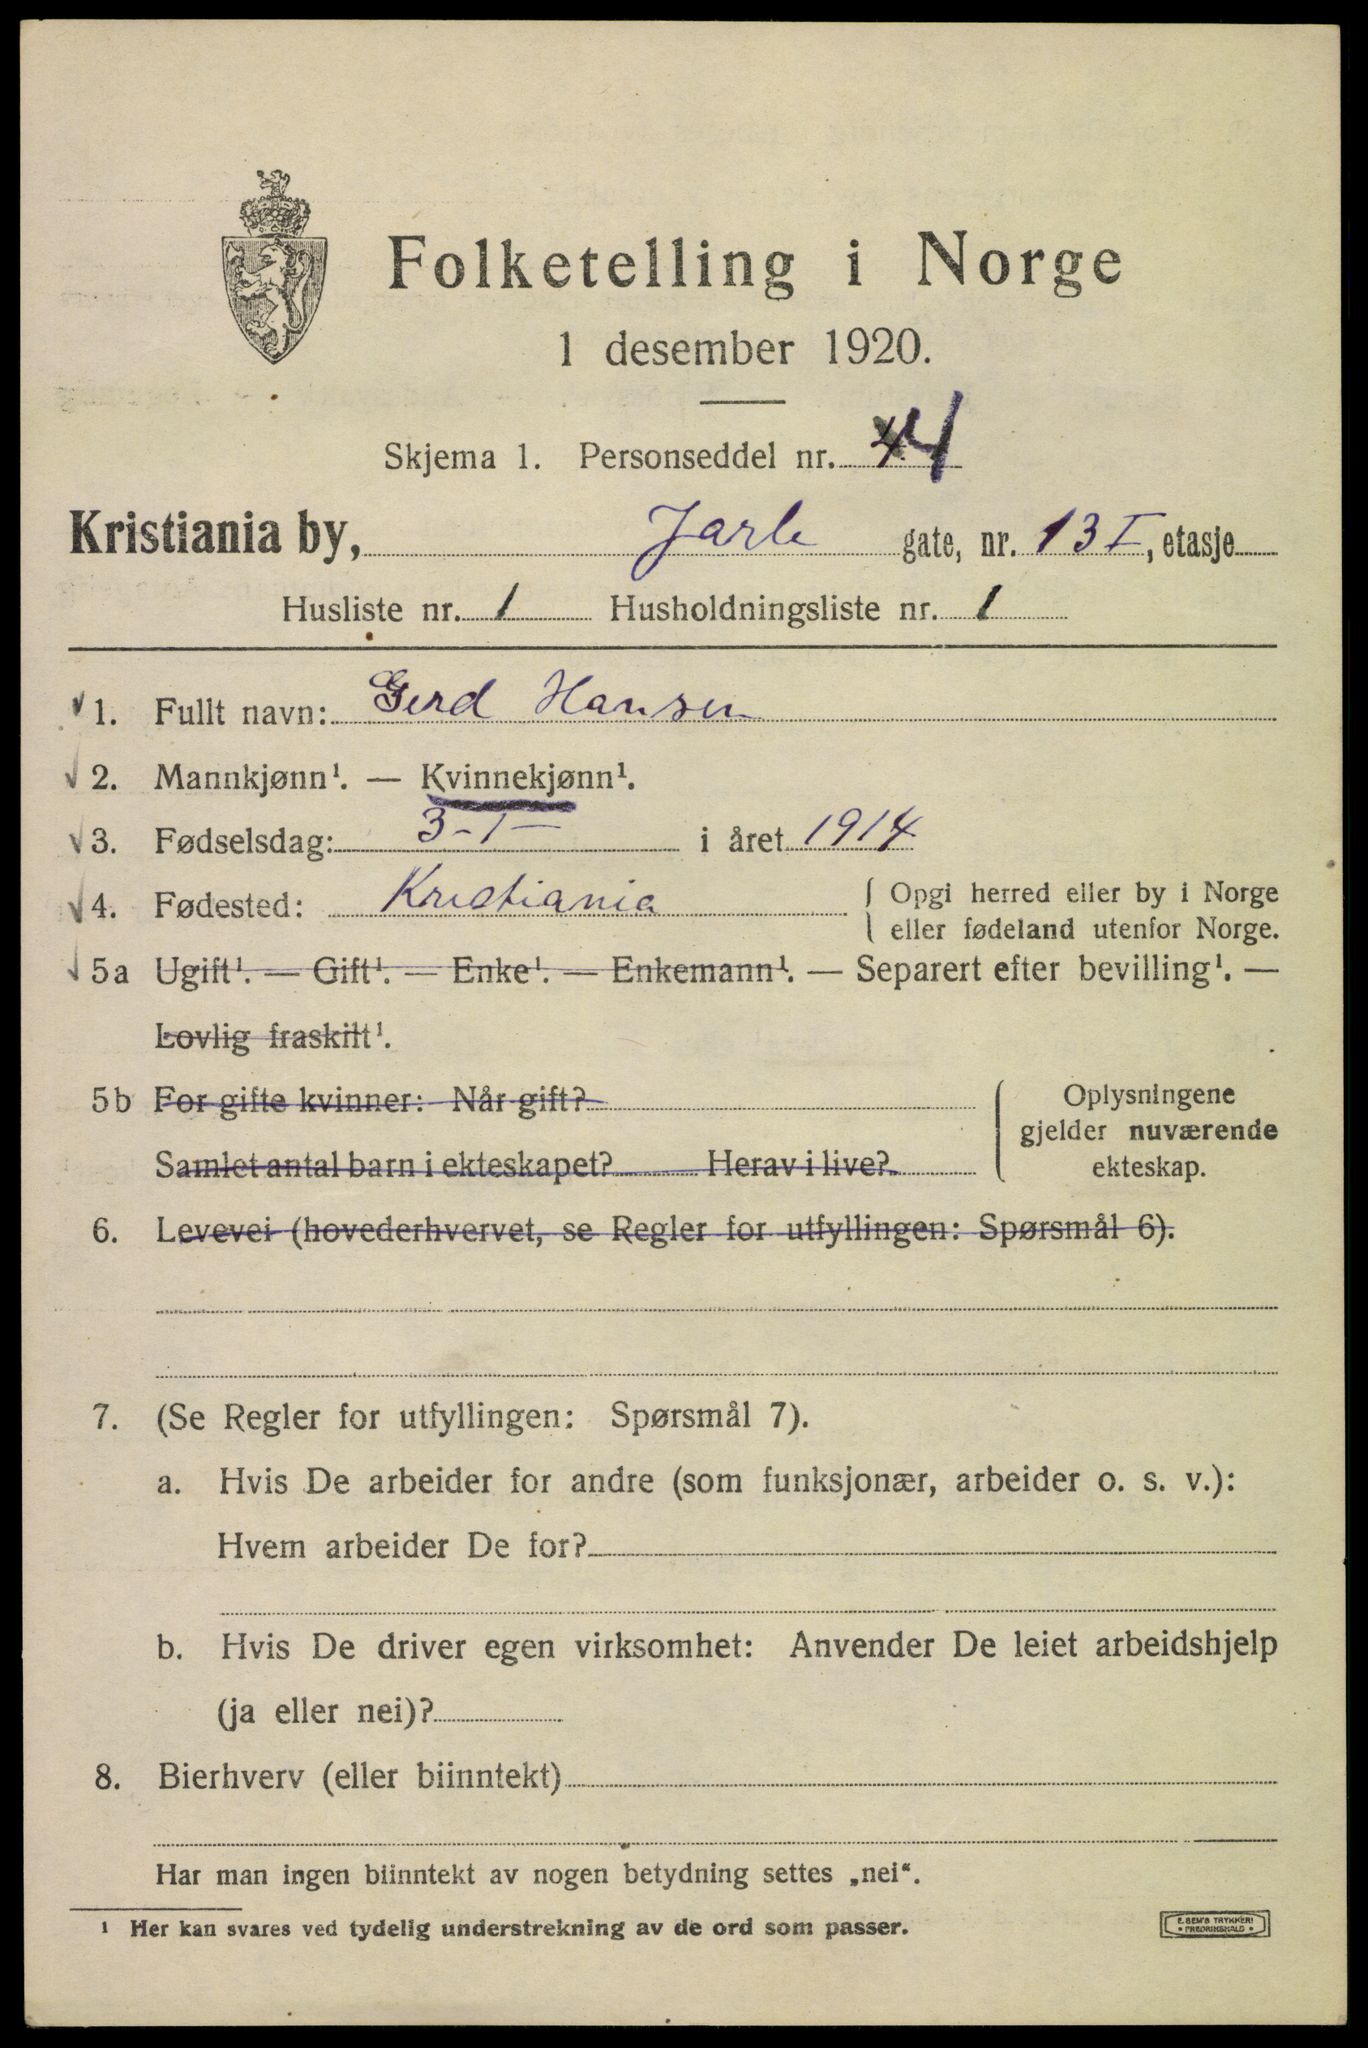 Folketelling i Norge
1 desember 1920.
Skjema 1. Personseddel nr. 4
Kristiania by, Jarle gate, nr. 13 I, etasje
Husliste nr. 1 Husholdningsliste nr. 1
1. Fullt navn: Gerd Hansen
2. Mannkjønn¹. — Kvinnekjønn¹.
3. Fødselsdag: 3-1- i året 1914
4. Fødested: Kristiania { Opgi herred eller by i Norge
eller fødeland utenfor Norge.
5a Ugift¹. — Gift¹. — Enke¹. — Enkemann¹. — Separert efter bevilling¹. —
Lovlig fraskilt¹.
5b For gifte kvinner: Når gift? Oplysningene
gjelder nuværende
Samlet antal barn i ekteskapet? Herav i live? ekteskap.
6. Levevei (hovederhvervet, se Regler for utfyllingen: Spørsmål 6).
7. (Se Regler for utfyllingen: Spørsmål 7).
a. Hvis De arbeider for andre (som funksjonær, arbeider o. s. v.):
Hvem arbeider De for?
b. Hvis De driver egen virksomhet: Anvender De leiet arbeidshjelp
(ja eller nei)?
8. Bierhverv (eller biinntekt)
Har man ingen biinntekt av nogen betydning settes „nei“.
¹ Her kan svares ved tydelig understrekning av de ord som passer.
E. SEM'S TRYKKERI
• FREDRIKSHALD •